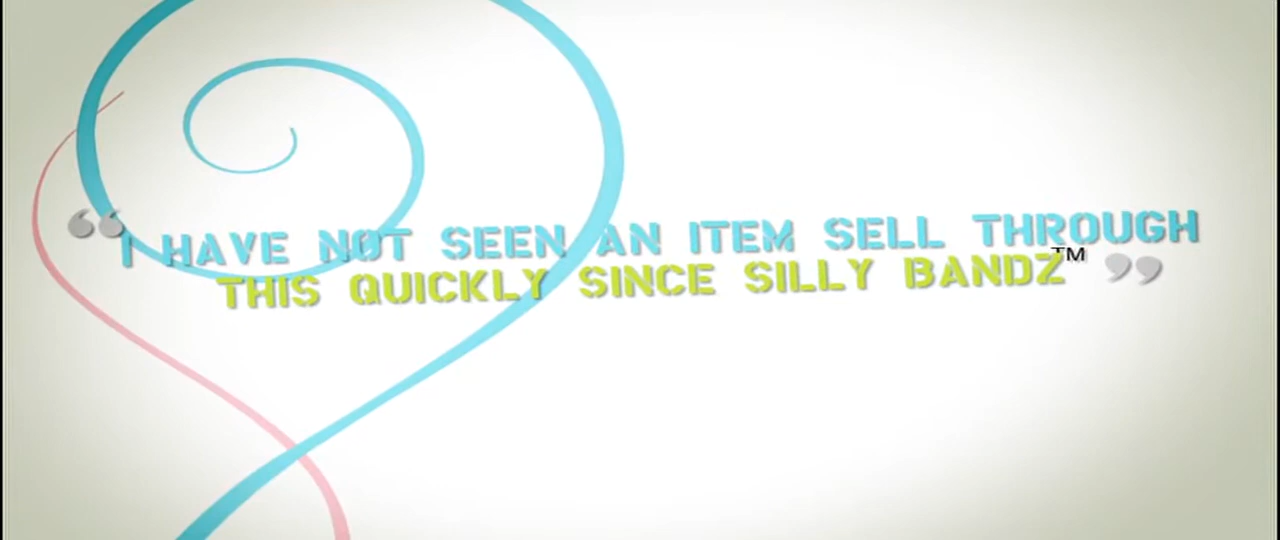 “I HAVE NOT SEEN AN ITEM SELL THROUGH
THIS QUICKLY SINCE SILLY BANDZ™”